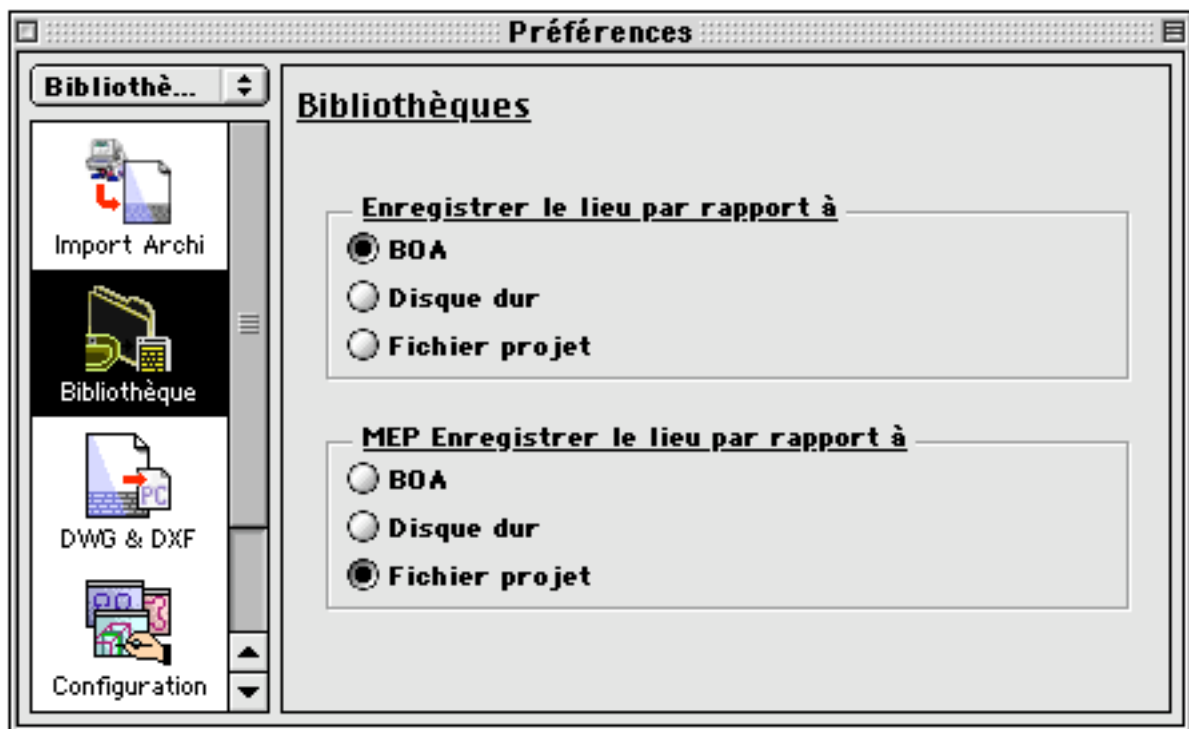 Préférences
Bibliothè...
Import Archi
Bibliothèque
PC
DWG & DXF
Configuration
Bibliothèques
Enregistrer le lieu par rapport à
BOA
Disque dur
Fichier projet
MEP Enregistrer le lieu par rapport à
BOA
Disque dur
Fichier projet